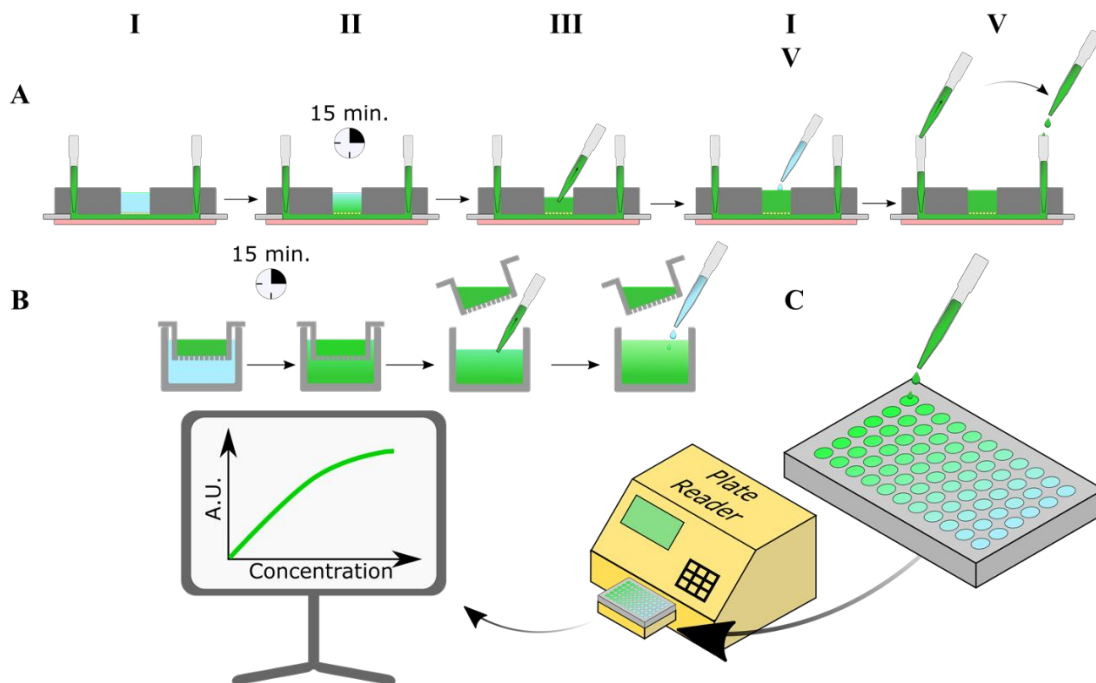 I II III I V
V
A
15 min.
15 min.
B
C
Plate
Reader
A.U.
Concentration